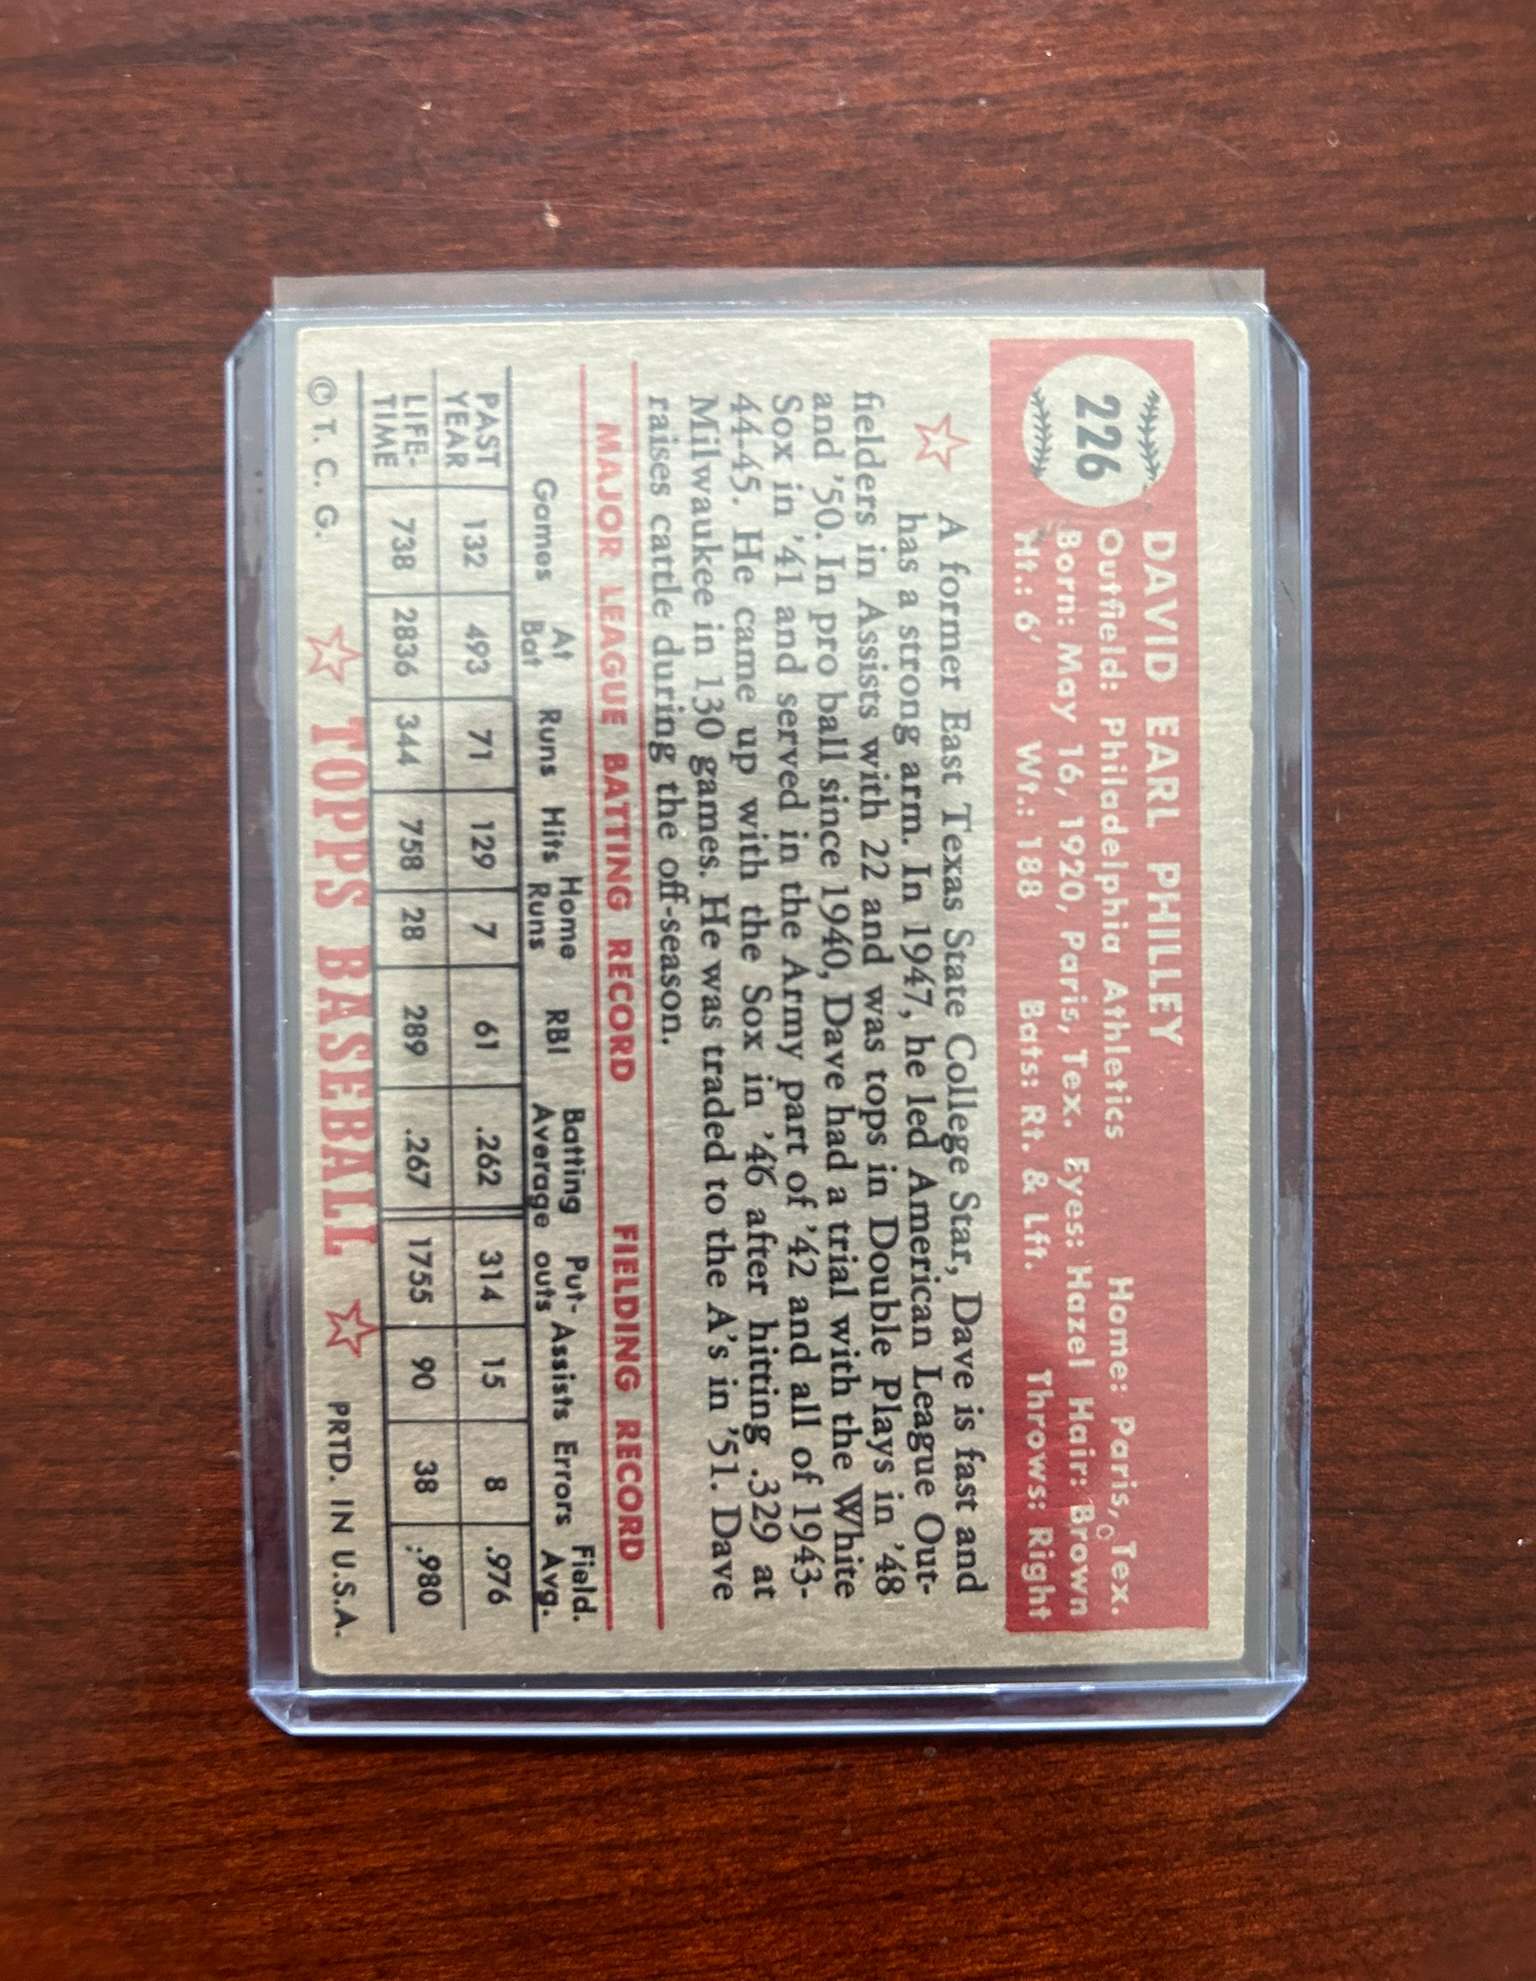 226
DAVID EARL PHILLEY
Outfield: Philadelphia Athletics Home: Paris, Tex.
Born: May 16, 1920, Paris, Tex. Eyes: Hazel Hair: Brown
Ht.: 6' Wt.: 188 Bats: Rt. & Lft. Throws: Right
A former East Texas State College Star, Dave is fast and
has a strong arm. In 1947, he led American League Out-
fielders in Assists with 22 and was tops in Double Plays in '48
and '50. In pro ball since 1940, Dave had a trial with the White
Sox in '41 and served in the Army part of '42 and all of 1943-
44-45. He came up with the Sox in '46 after hitting .329 at
Milwaukee in 130 games. He was traded to the A's in '51. Dave
raises cattle during the off-season.
MAJOR LEAGUE BATTING RECORD FIELDING RECORD
Games At Bat Runs Hits Home Runs RBI Batting Average Put-outs Assists Errors Field. Avg.
PAST YEAR 132 493 71 129 7 61 .262 314 15 8 .976
LIFE-TIME 738 2836 344 758 28 289 .267 1755 90 38 .980
© T. C. G. TOPPS BASEBALL PRTD. IN U.S.A.